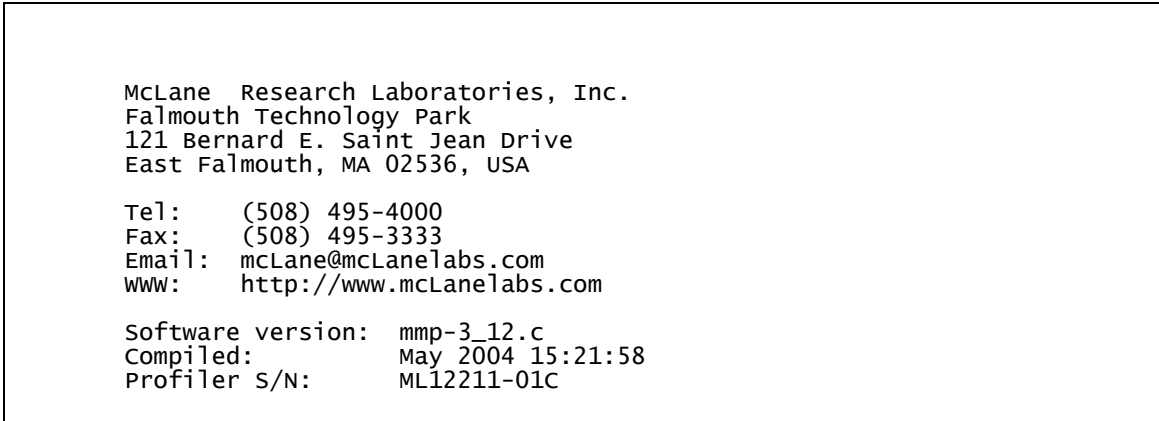 McLane  Research Laboratories, Inc.
Falmouth Technology Park
121 Bernard E. Saint Jean Drive
East Falmouth, MA 02536, USA
Tel:    (508) 495-4000
Fax:    (508) 495-3333
Email:  mcLane@mcLanelabs.com
WWW:    http://www.mcLanelabs.com
Software version:  mmp-3_12.c
Compiled:          May 2004 15:21:58
Profiler S/N:      ML12211-01C